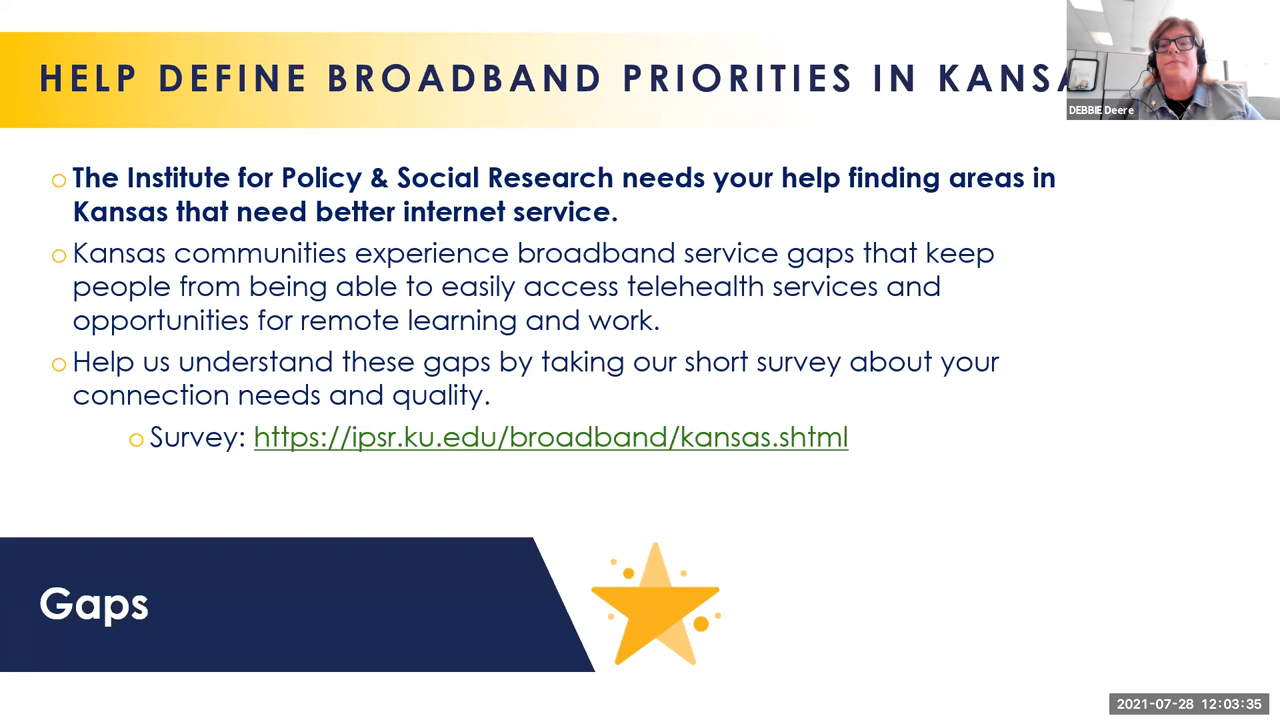 HELP DEFINE BROADBAND PRIORITIES IN KANSA
DEBBIE Deere
The Institute for Policy & Social Research needs your help finding areas in
Kansas that need better internet service.
Kansas communities experience broadband service gaps that keep
people from being able to easily access telehealth services and
opportunities for remote learning and work.
Help us understand these gaps by taking our short survey about your
connection needs and quality.
Survey: https://ipsr.ku.edu/broadband/kansas.shtml
Gaps
2021-07-28 12:03:35